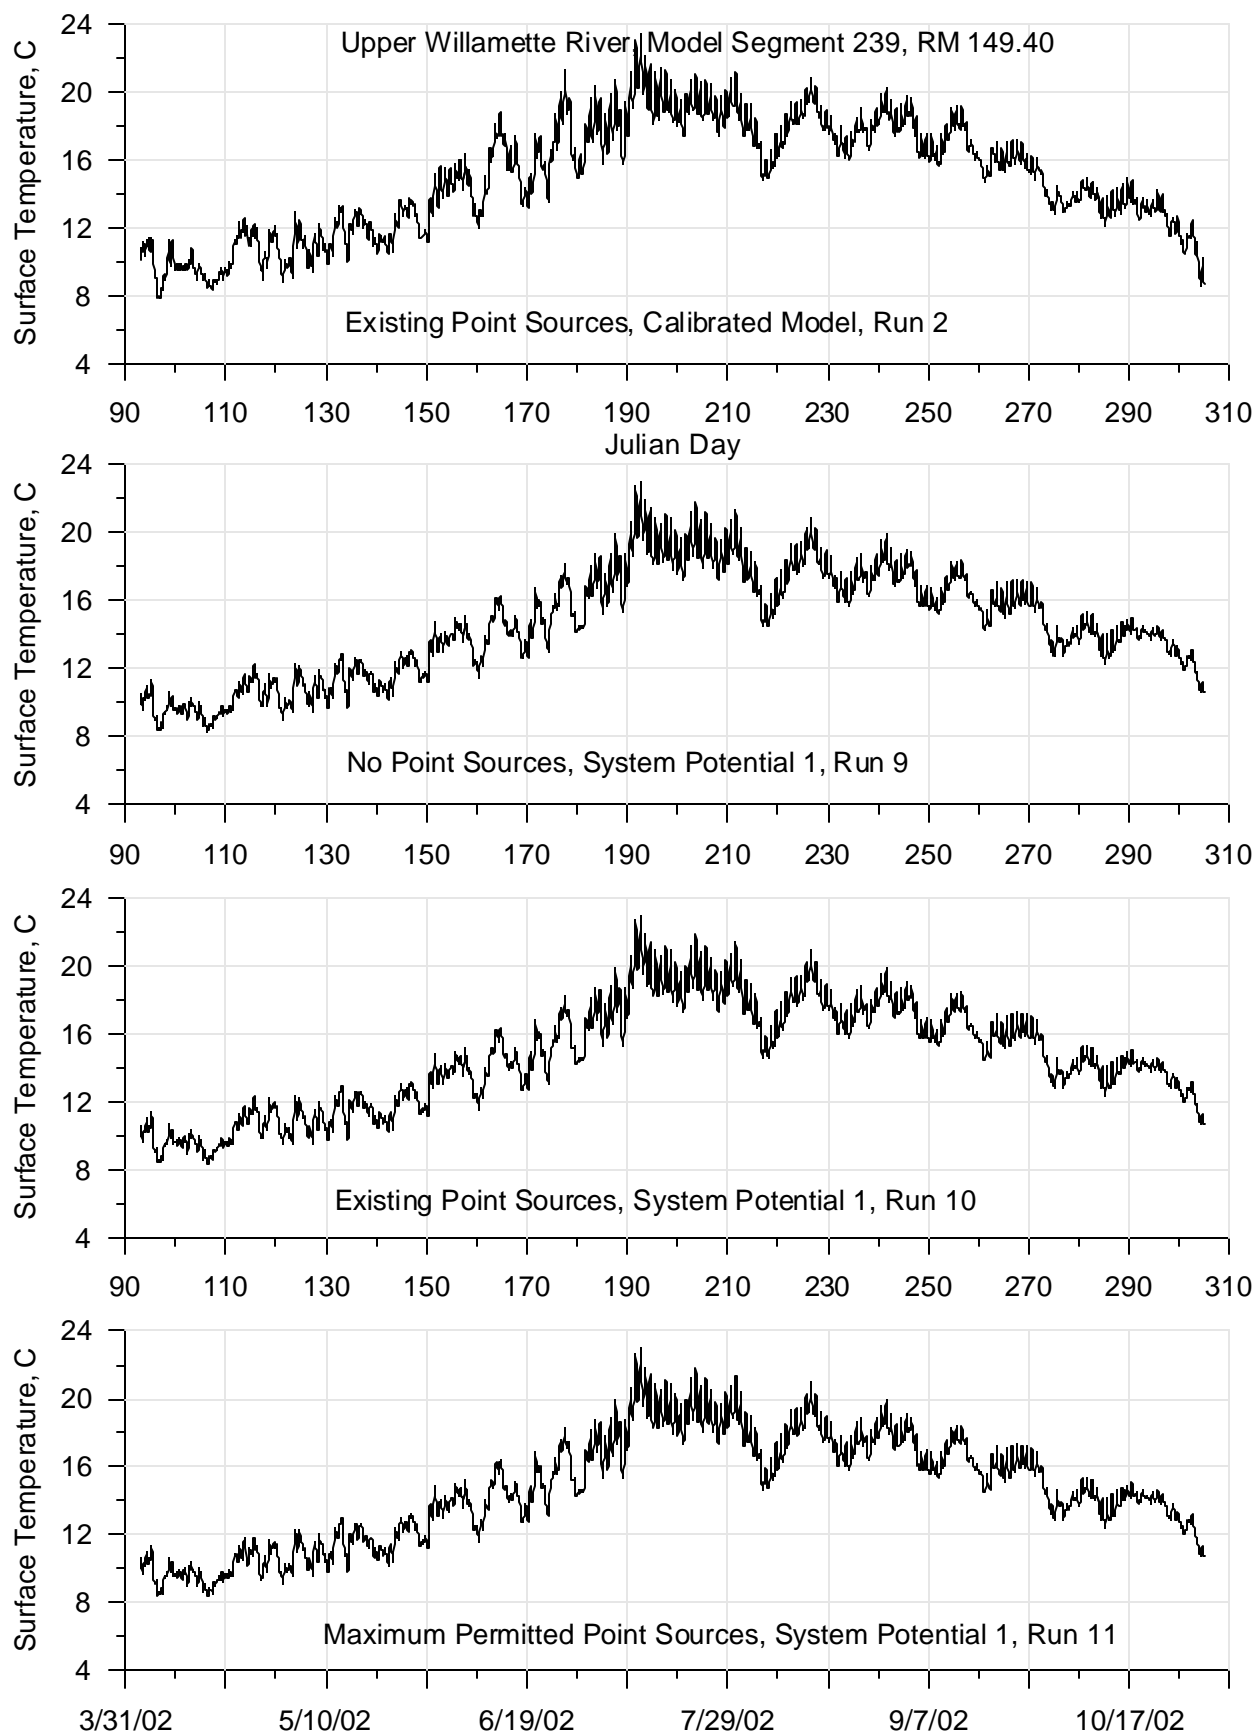 Upper Willamette River, Model Segment 239, RM 149.40
Surface Temperature, C
24
20
16
12
8
4
Existing Point Sources, Calibrated Model, Run 2
90 110 130 150 170 190 210 230 250 270 290 310
Julian Day
Surface Temperature, C
24
20
16
12
8
4
No Point Sources, System Potential 1, Run 9
90 110 130 150 170 190 210 230 250 270 290 310
Surface Temperature, C
24
20
16
12
8
4
Existing Point Sources, System Potential 1, Run 10
90 110 130 150 170 190 210 230 250 270 290 310
Surface Temperature, C
24
20
16
12
8
4
Maximum Permitted Point Sources, System Potential 1, Run 11
3/31/02 5/10/02 6/19/02 7/29/02 9/7/02 10/17/02